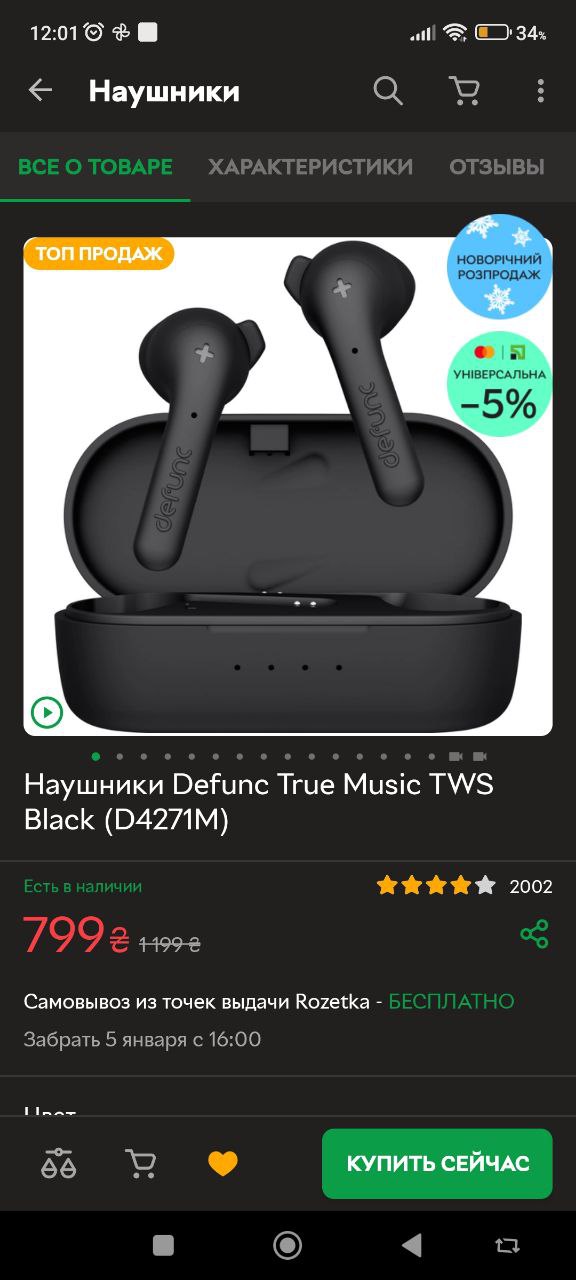 12:01
34%
Наушники
ВСЕ О ТОВАРЕ
ХАРАКТЕРИСТИКИ
ОТЗЫВЫ
ТОП ПРОДАЖ
НОВОРІЧНИЙ
РОЗПРОДАЖ
УНІВЕРСАЛЬНА
–5%
defunc
defunc
Наушники Defunc True Music TWS
Black (D4271M)
Есть в наличии
2002
799₴ 1 199 ₴
Самовывоз из точек выдачи Rozetka - БЕСПЛАТНО
Забрать 5 января с 16:00
Цвет
КУПИТЬ СЕЙЧАС